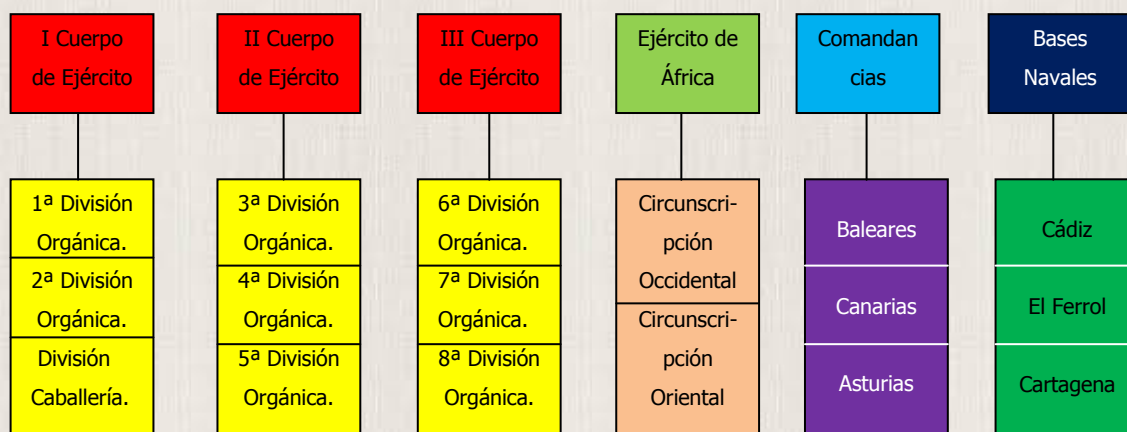 I Cuerpo
de Ejército
II Cuerpo
de Ejército
III Cuerpo
de Ejército
Ejército de
África
Comandan
cias
Bases
Navales
1ª División
Orgánica.
2ª División
Orgánica.
División
Caballería.
3ª División
Orgánica.
4ª División
Orgánica.
5ª División
Orgánica.
6ª División
Orgánica.
7ª División
Orgánica.
8ª División
Orgánica.
Circunscri-
pción
Occidental
Circunscri-
pción
Oriental
Baleares
Canarias
Asturias
Cádiz
El Ferrol
Cartagena